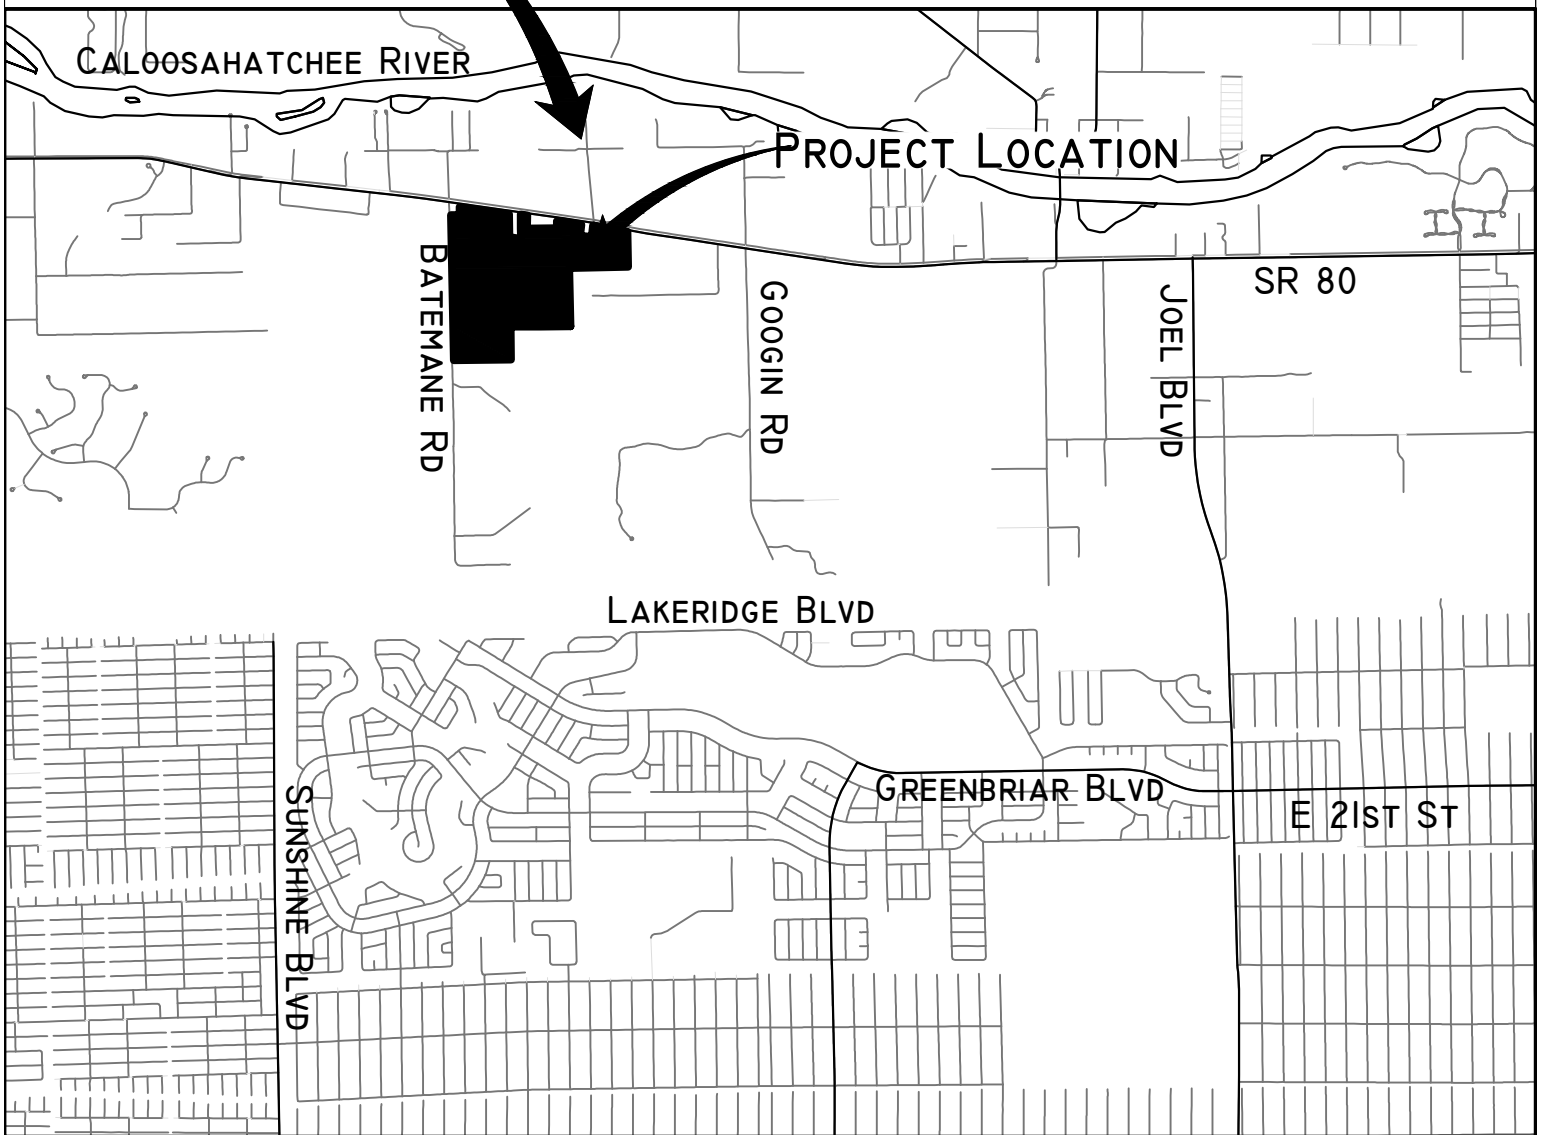 CALOOSAHATCHEE RIVER
PROJECT LOCATION
BATEMANE RD
GOOGIN RD
JOEL BLVD
SR 80
LAKERIDGE BLVD
SUNSHINE BLVD
GREENBRIAR BLVD
E 21ST ST